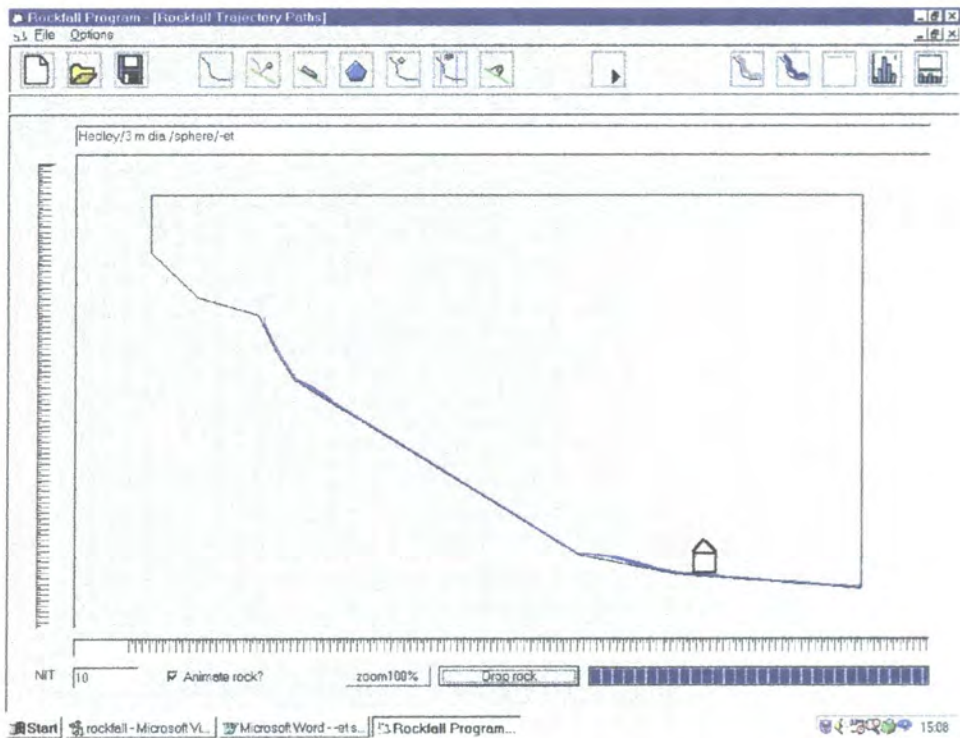 Rockfall Program - [Rockfall Trajectory Paths]
File Options
Hedley/3 m dia./sphere/-et
NIT 10 Animate rock? zoom100% Drop rock
Start rockfall - Microsoft Vi... Microsoft Word - -et s... Rockfall Program... 15:08